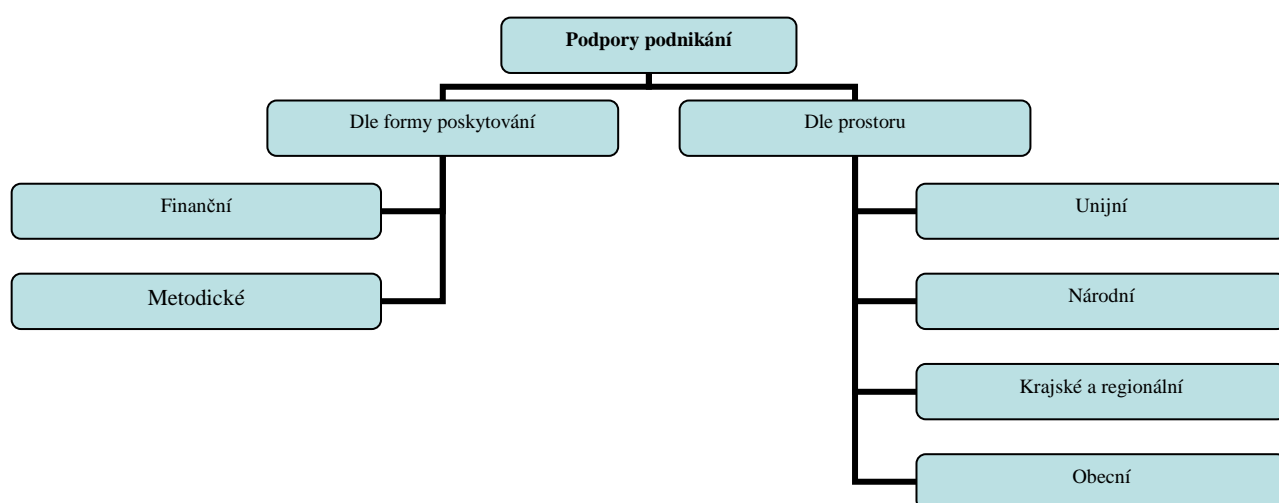 Podpory podnikání
Dle formy poskytování
Dle prostoru
Finanční
Unijní
Metodické
Národní
Krajské a regionální
Obecní